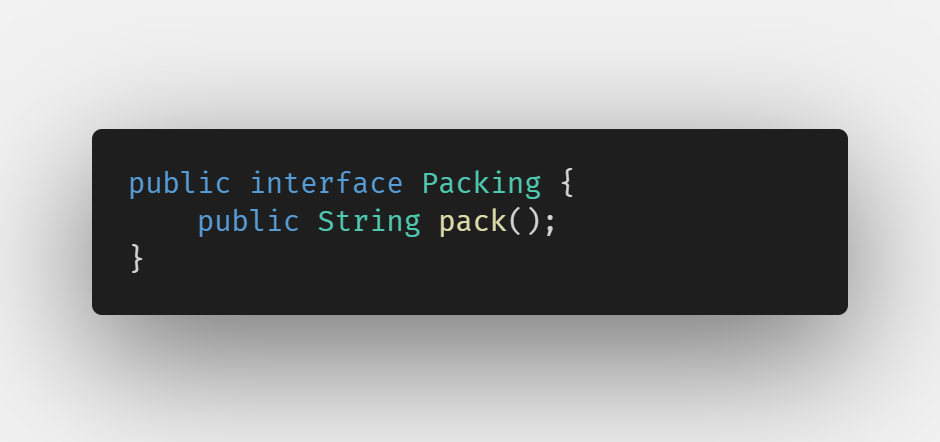 public interface Packing {
    public String pack();
}